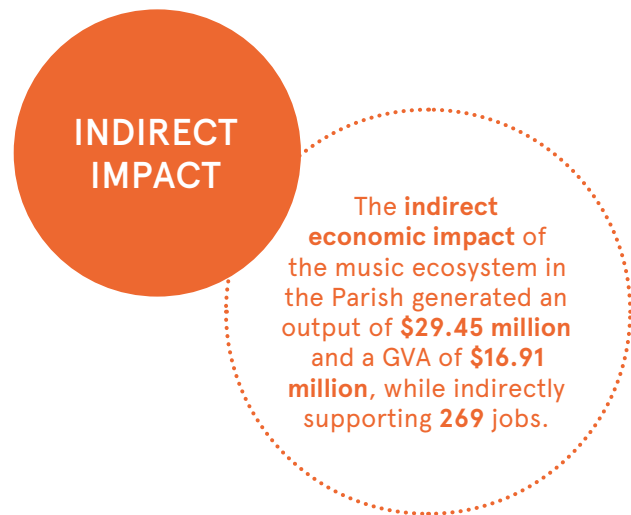 INDIRECT
IMPACT
The indirect
economic impact of
the music ecosystem in
the Parish generated an
output of $29.45 million
and a GVA of $16.91
million, while indirectly
supporting 269 jobs.